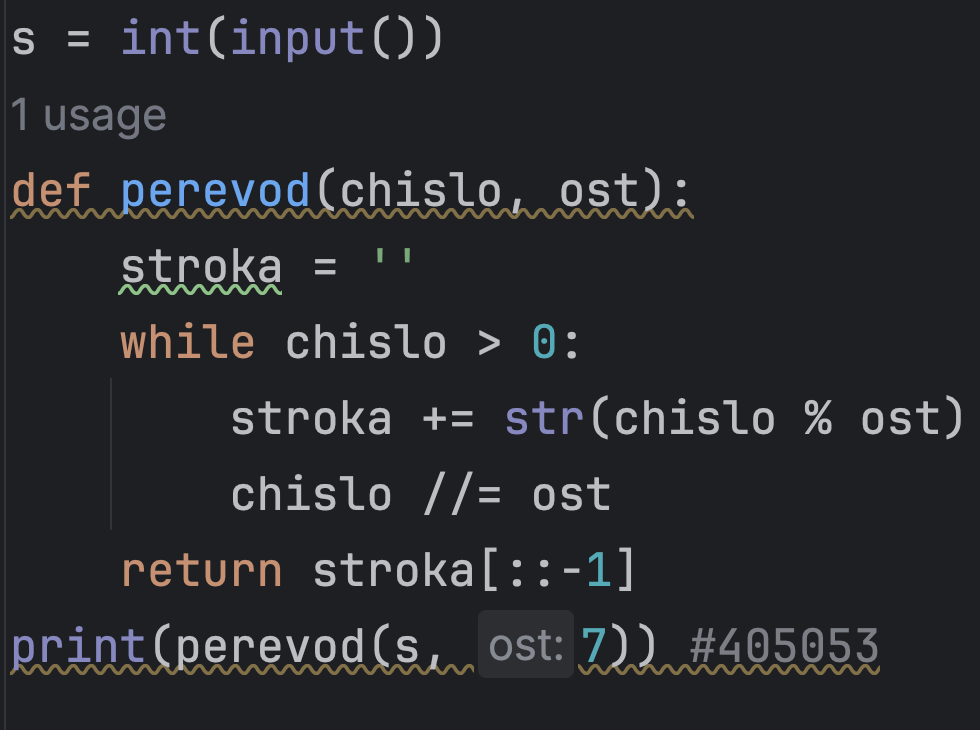 s = int(input())
1 usage
def perevod(chislo, ost):
    stroka = ''
    while chislo > 0:
        stroka += str(chislo % ost)
        chislo //= ost
    return stroka[::-1]
print(perevod(s, ost: 7)) #405053